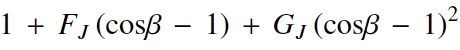 1 + F_J (cosβ − 1) + G_J (cosβ − 1)²